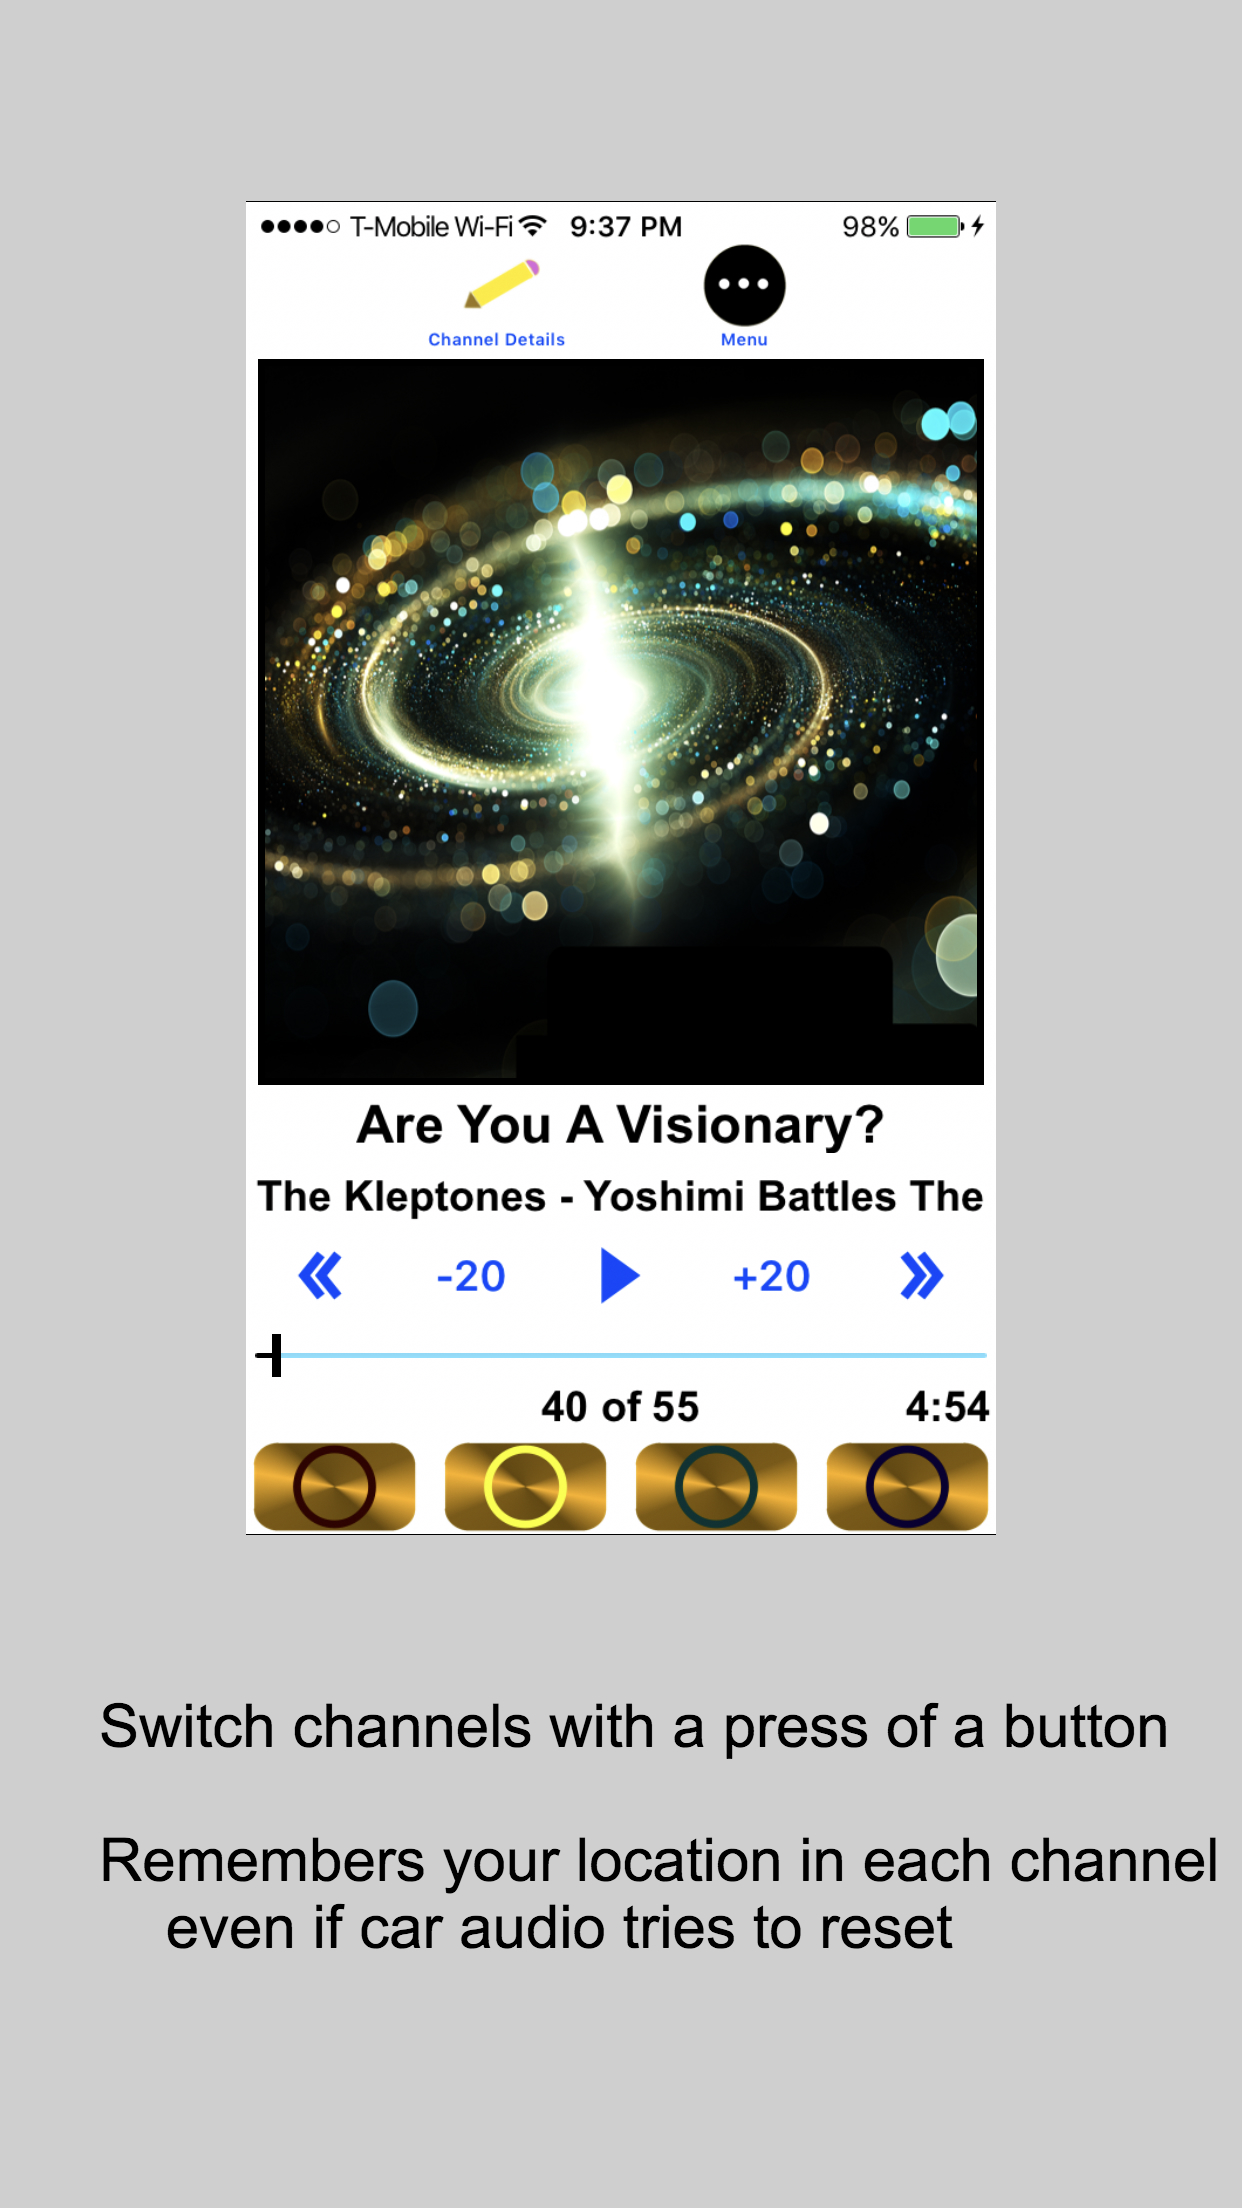 T-Mobile Wi-Fi 9:37 PM 98%
Channel Details Menu
Are You A Visionary?
The Kleptones - Yoshimi Battles The
-20 +20
40 of 55 4:54
Switch channels with a press of a button
Remembers your location in each channel
even if car audio tries to reset